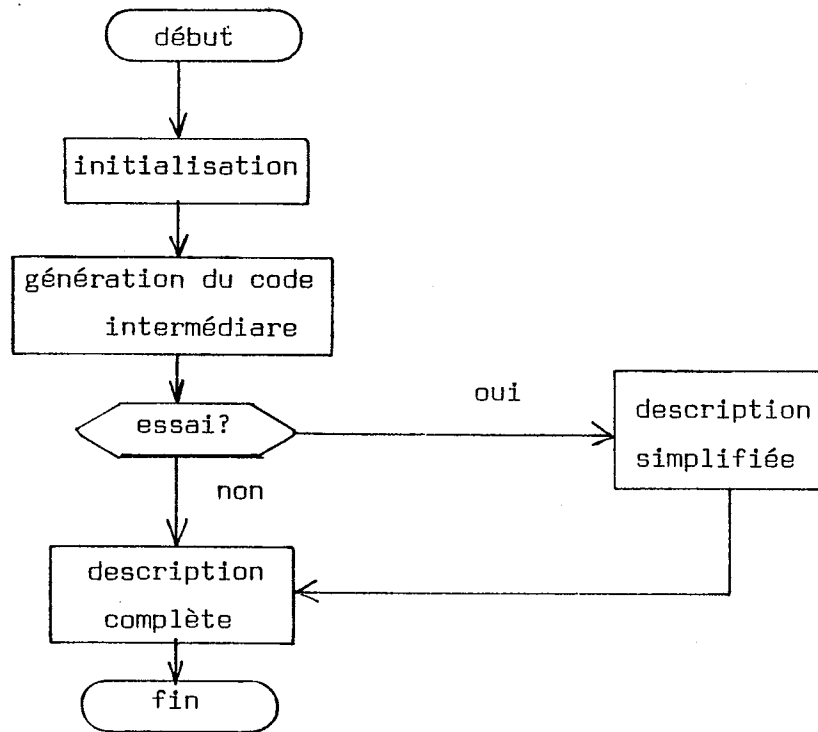 début
initialisation
génération du code
intermédiare
essai?
oui
description
simplifiée
non
description
complète
fin